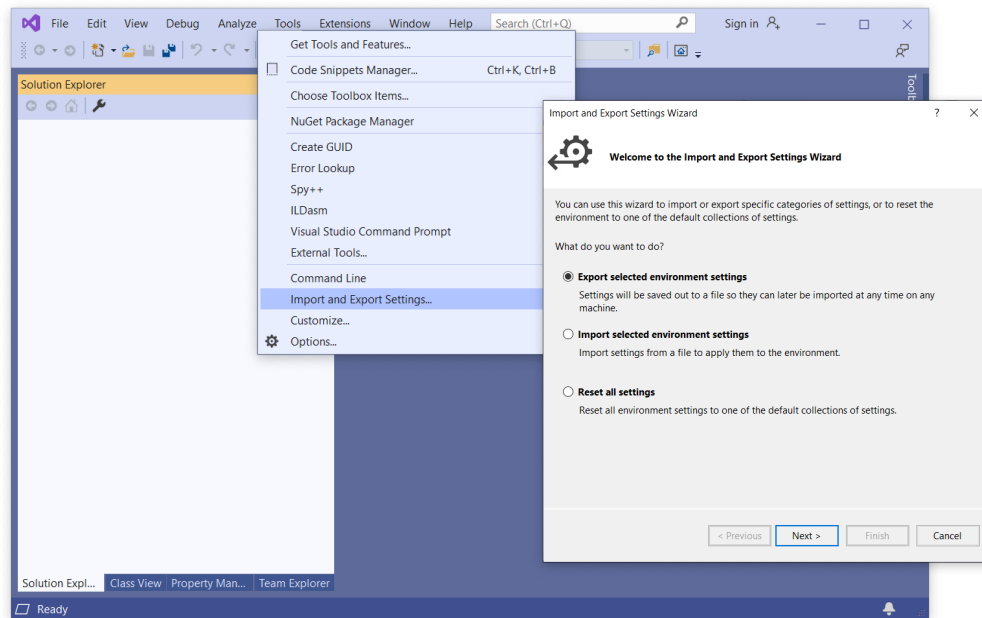 File Edit View Debug Analyze Tools Extensions Window Help Search (Ctrl+Q) Sign in
Solution Explorer
Get Tools and Features...
Code Snippets Manager... Ctrl+K, Ctrl+B
Choose Toolbox Items...
NuGet Package Manager
Create GUID
Error Lookup
Spy++
ILDasm
Visual Studio Command Prompt
External Tools...
Command Line
Import and Export Settings...
Customize...
Options...
Import and Export Settings Wizard ?
Welcome to the Import and Export Settings Wizard
You can use this wizard to import or export specific categories of settings, or to reset the
environment to one of the default collections of settings.
What do you want to do?
Export selected environment settings
Settings will be saved out to a file so they can later be imported at any time on any
machine.
Import selected environment settings
Import settings from a file to apply them to the environment.
Reset all settings
Reset all environment settings to one of the default collections of settings.
< Previous Next > Finish Cancel
Solution Expl... Class View Property Man... Team Explorer
Ready